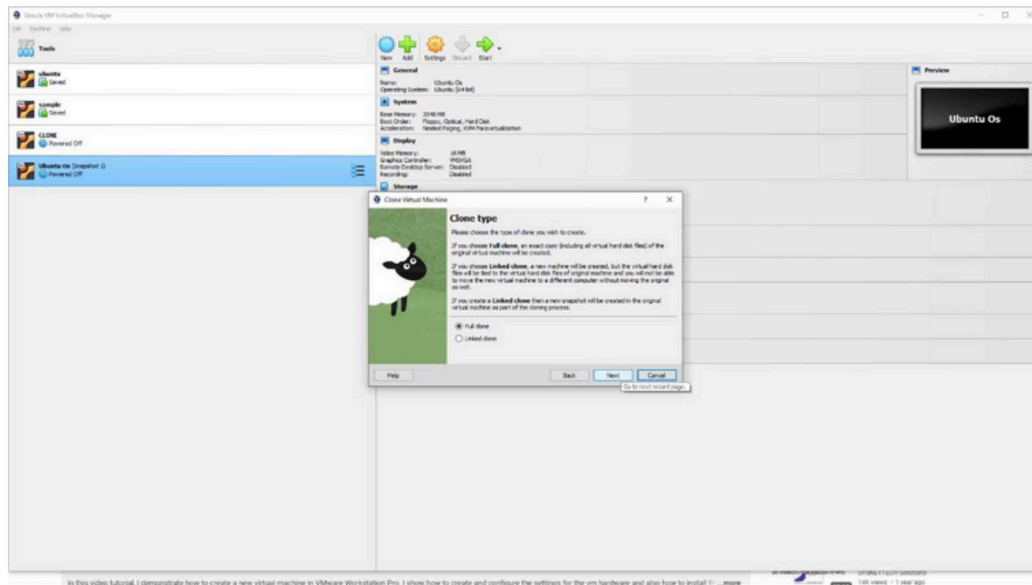 Oracle VM VirtualBox Manager
File Machine Help
Tools
ubuntu
Saved
sample
Saved
CLONE
Powered Off
Ubuntu Os (Snapshot 1)
Powered Off
New Add Settings Discard Start
General
Name: Ubuntu Os
Operating System: Ubuntu (64-bit)
System
Base Memory: 2048 MB
Boot Order: Floppy, Optical, Hard Disk
Acceleration: Nested Paging, KVM Paravirtualization
Display
Video Memory: 16 MB
Graphics Controller: VMSVGA
Remote Desktop Server: Disabled
Recording: Disabled
Storage
Preview
Ubuntu Os
Clone Virtual Machine
Clone type
Please choose the type of clone you wish to create.
If you choose Full clone, an exact copy (including all virtual hard disk files) of the
original virtual machine will be created.
If you choose Linked clone, a new machine will be created, but the virtual hard disk
files will be tied to the virtual hard disk files of original machine and you will not be able
to move the new virtual machine to a different computer without moving the original
as well.
If you create a Linked clone then a new snapshot will be created in the original
virtual machine as part of the cloning process.
Full clone
Linked clone
Help Back Next Cancel
Go to next wizard page.
In this video tutorial, I demonstrate how to create a new virtual machine in VMware Workstation Pro. I show how to create and configure the settings for the vm hardware and also how to install ...more
views • 1 year ago